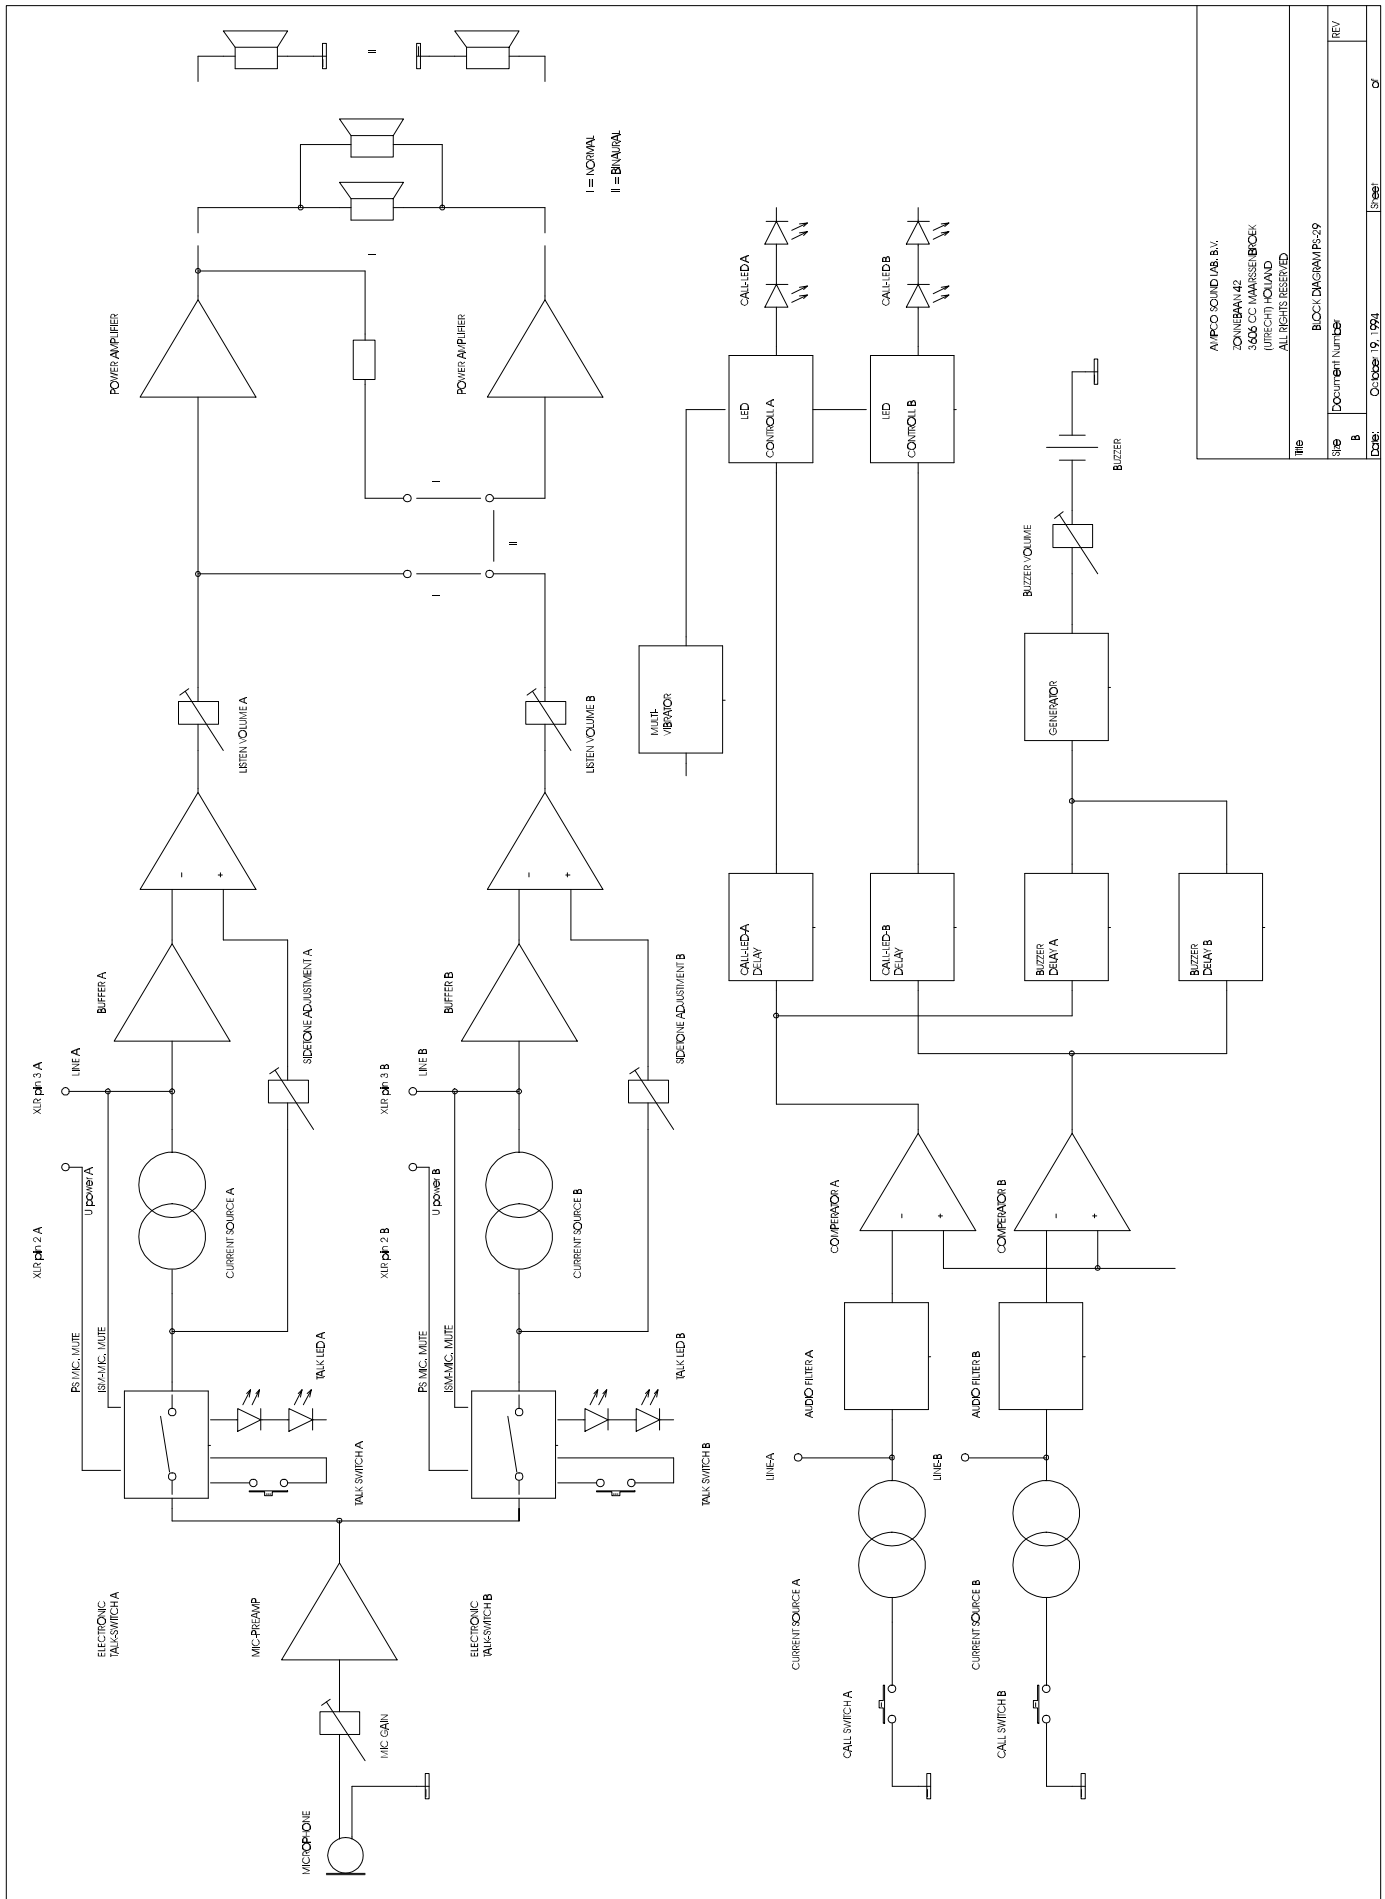 MICROPHONE
MIC GAIN
MIC-PREAMP
ELECTRONIC
TALK-SWITCH A
ELECTRONIC
TALK-SWITCH B
TALK SWITCH A
TALK LED A
PS MIC. MUTE
ISM-MIC. MUTE
XLR pin 2 A
U power A
XLR pin 3 A
LINE A
CURRENT SOURCE A
SIDETONE ADJUSTMENT A
BUFFER A
-
+
LISTEN VOLUME A
POWER AMPLIFIER
TALK SWITCH B
TALK LED B
PS MIC. MUTE
ISM-MIC. MUTE
XLR pin 2 B
U power B
XLR pin 3 B
LINE B
CURRENT SOURCE B
SIDETONE ADJUSTMENT B
BUFFER B
-
+
LISTEN VOLUME B
POWER AMPLIFIER
I
I
II
I
II
I = NORMAL
II = BINAURAL
MULTI-
VIBRATOR
CALL SWITCH A
CURRENT SOURCE A
LINE-A
AUDIO FILTER A
COMPERATOR A
-
+
CALL SWITCH B
CURRENT SOURCE B
LINE-B
AUDIO FILTER B
COMPERATOR B
-
+
CALL-LED-A
DELAY
CALL-LED-B
DELAY
BUZZER
DELAY A
BUZZER
DELAY B
LED
CONTROLL A
CALL-LED A
LED
CONTROLL B
CALL-LED B
GENERATOR
BUZZER VOLUME
BUZZER
AMPCO SOUND LAB. B.V.
ZONNEBAAN 42
3606 CC MAARSSENBROEK
(UTRECHT) HOLLAND
ALL RIGHTS RESERVED
Title
BLOCK DIAGRAM PS-29
Size Document Number REV
B
Date: October 19, 1994 Sheet of